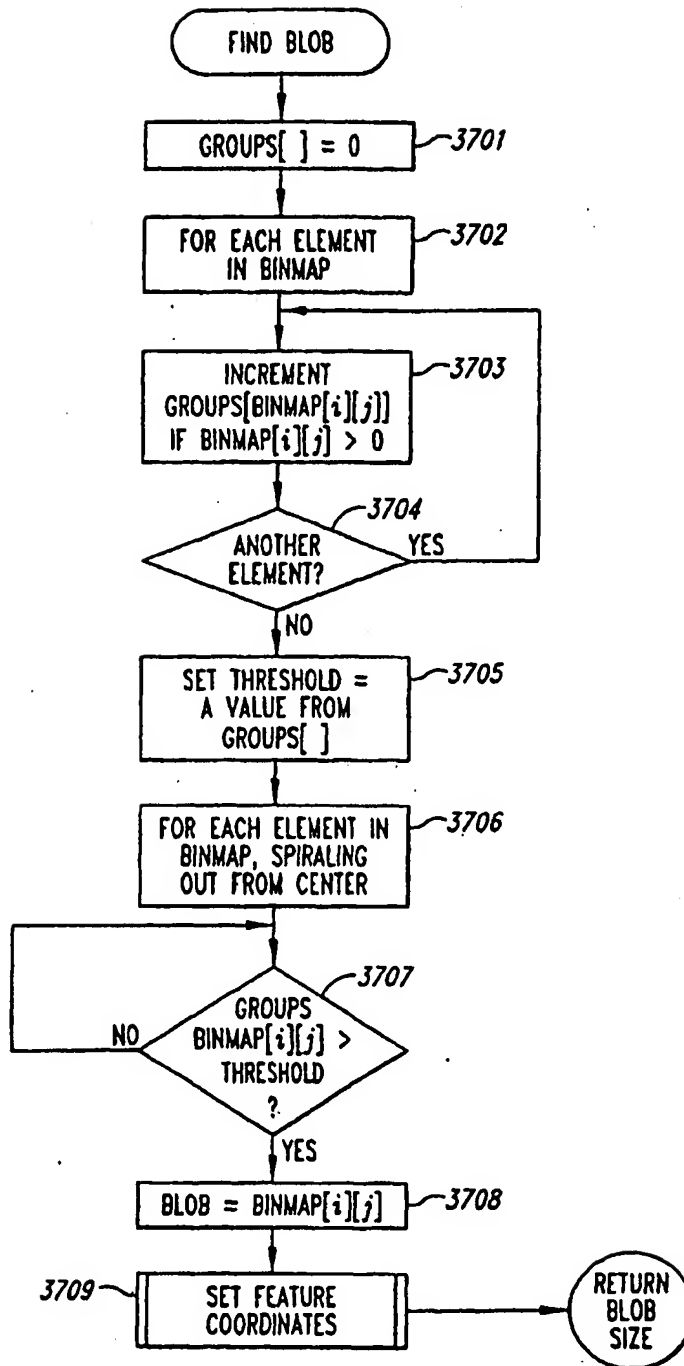 FIND BLOB
GROUPS[ ] = 0
3701
FOR EACH ELEMENT
IN BINMAP
3702
INCREMENT
GROUPS[BINMAP[i][j]]
IF BINMAP[i][j] > 0
3703
ANOTHER
ELEMENT?
3704
YES
NO
SET THRESHOLD =
A VALUE FROM
GROUPS[ ]
3705
FOR EACH ELEMENT IN
BINMAP, SPIRALING
OUT FROM CENTER
3706
GROUPS
BINMAP[i][j] >
THRESHOLD
?
3707
NO
YES
BLOB = BINMAP[i][j]
3708
3709
SET FEATURE
COORDINATES
RETURN
BLOB
SIZE